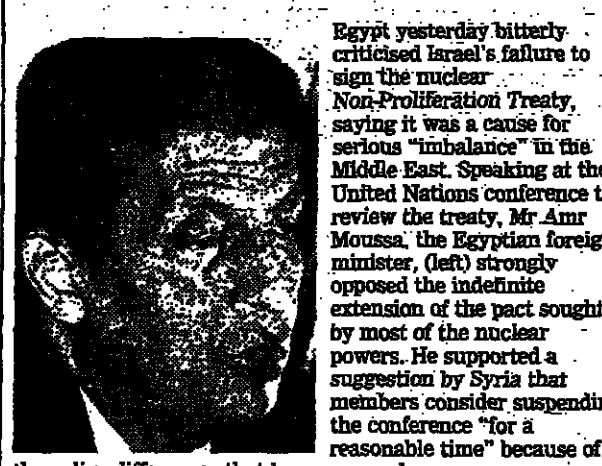 Egypt yesterday bitterly
criticised Israel's failure to
sign the nuclear
Non-Proliferation Treaty,
saying it was a cause for
serious "imbalance" in the
Middle East. Speaking at the
United Nations conference t
review the treaty, Mr Amr
Moussa, the Egyptian foreig
minister, (left) strongly
opposed the indefinite
extension of the pact sought
by most of the nuclear
powers. He supported a
suggestion by Syria that
members consider suspendin
the conference "for a
reasonable time" because of